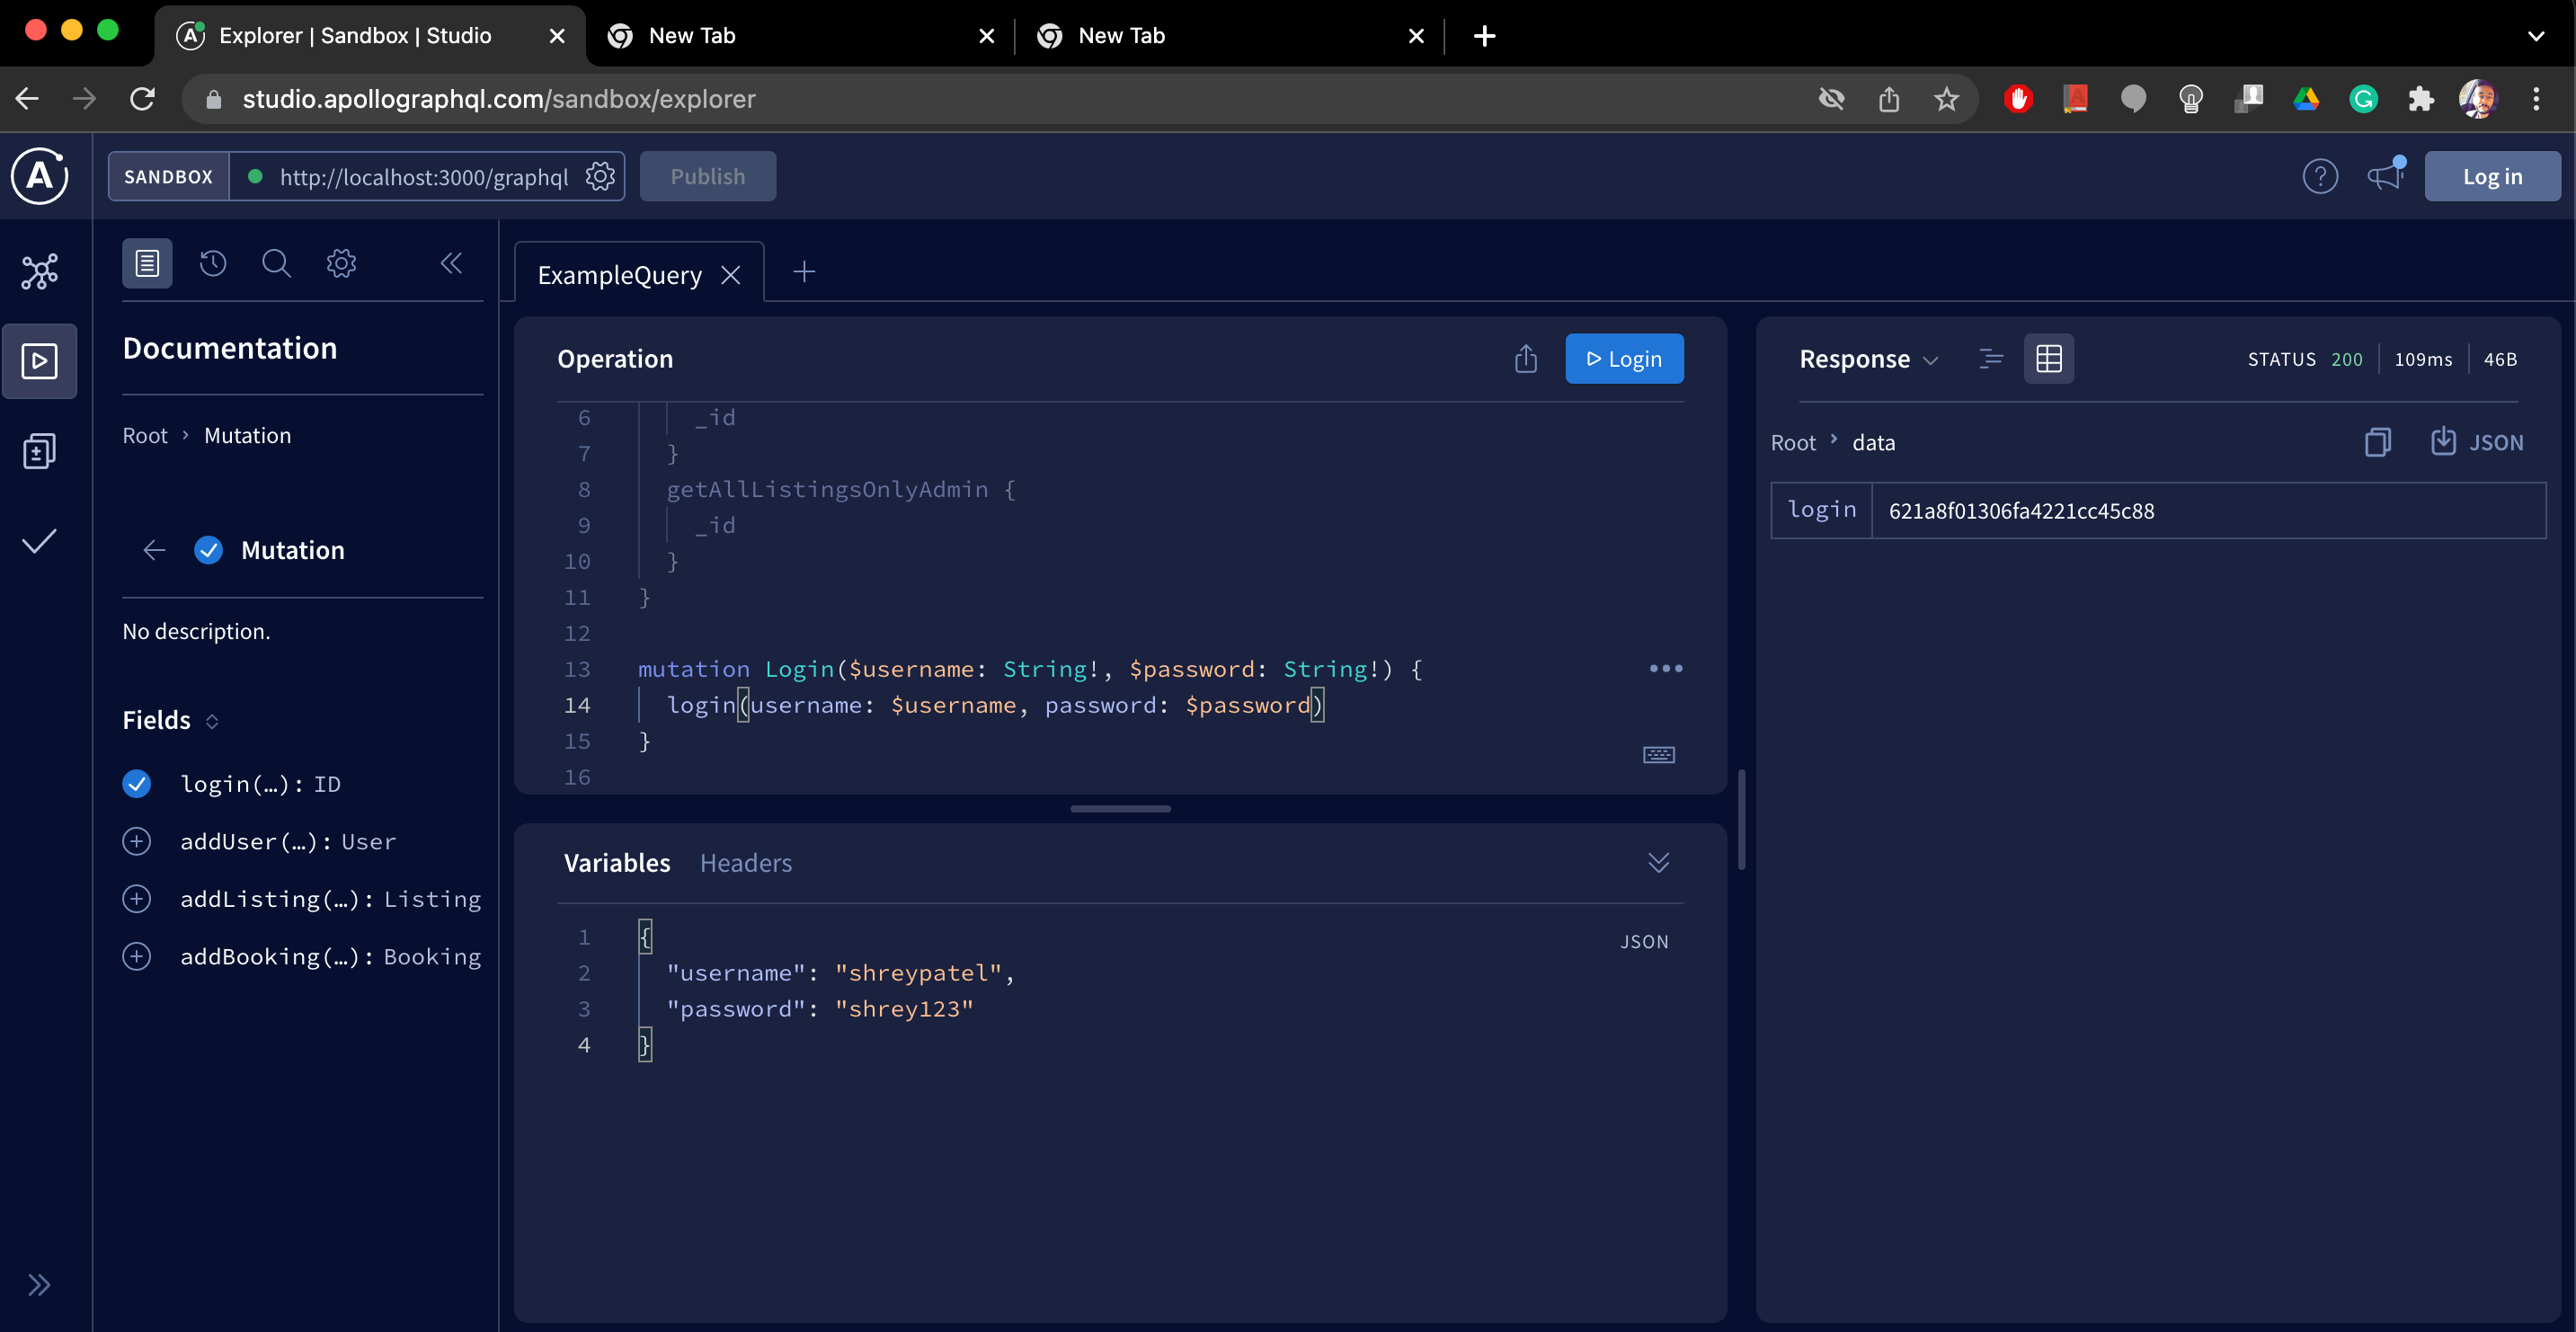 Explorer | Sandbox | Studio
New Tab
New Tab
studio.apollographql.com/sandbox/explorer
SANDBOX
http://localhost:3000/graphql
Publish
Log in
Documentation
Root › Mutation
Mutation
No description.
Fields
login(…): ID
addUser(…): User
addListing(…): Listing
addBooking(…): Booking
ExampleQuery
Operation
Login
6 _id
7 }
8 getAllListingsOnlyAdmin {
9 _id
10 }
11 }
12
13 mutation Login($username: String!, $password: String!) {
14 login(username: $username, password: $password)
15 }
16
Variables
Headers
JSON
1 {
2 "username": "shreypatel",
3 "password": "shrey123"
4 }
Response
STATUS 200
109ms
46B
Root › data
JSON
login 621a8f01306fa4221cc45c88